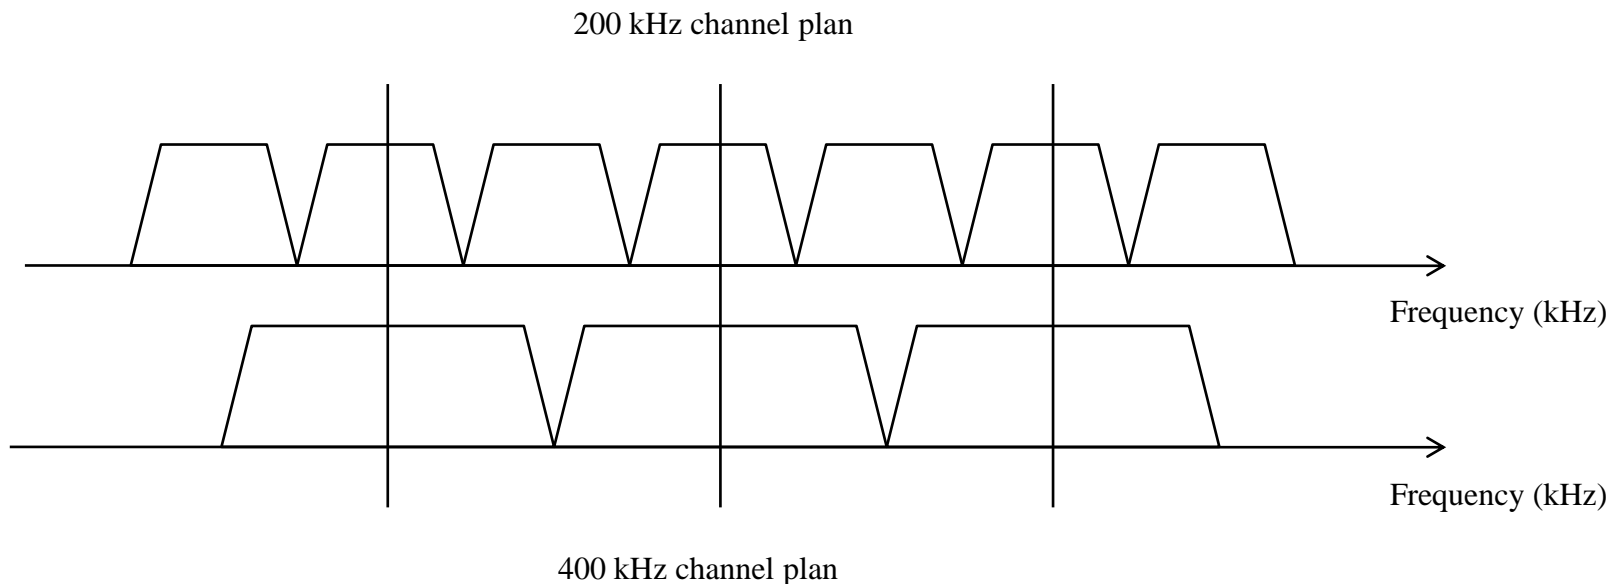 200 kHz channel plan
Frequency (kHz)
Frequency (kHz)
400 kHz channel plan